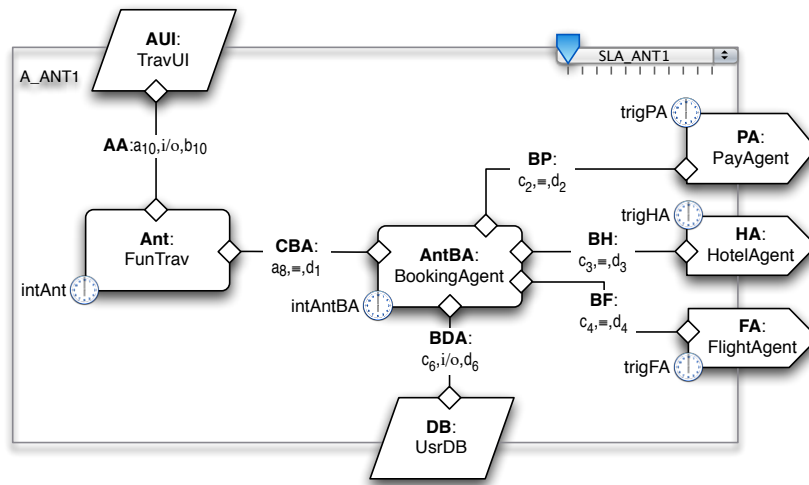 AUI:
TravUI
SLA_ANT1
A_ANT1
trigPA
PA:
PayAgent
AA:a10,i/o,b10
BP:
c2,≡,d2
trigHA
HA:
HotelAgent
Ant:
FunTrav
CBA:
a8,≡,d1
AntBA:
BookingAgent
BH:
c3,≡,d3
intAnt
intAntBA
BF:
c4,≡,d4
FA:
FlightAgent
trigFA
BDA:
c6,i/o,d6
DB:
UsrDB